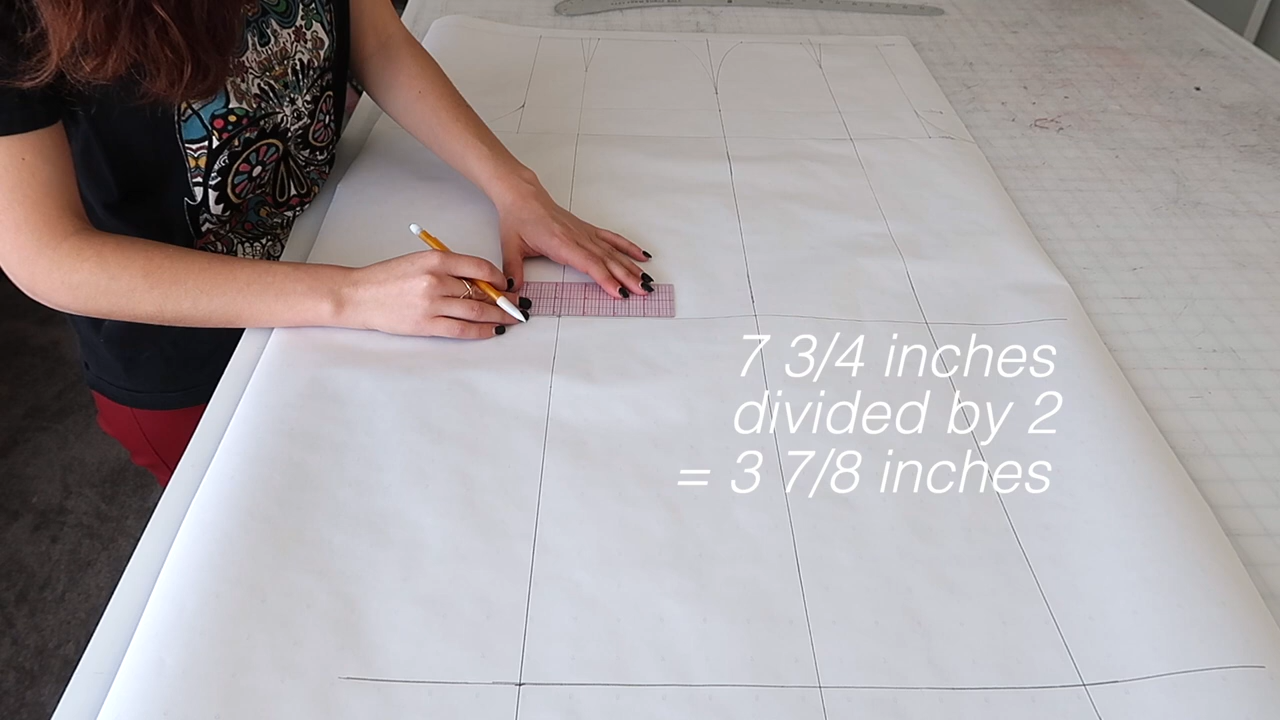 7 3/4 inches
divided by 2
= 3 7/8 inches